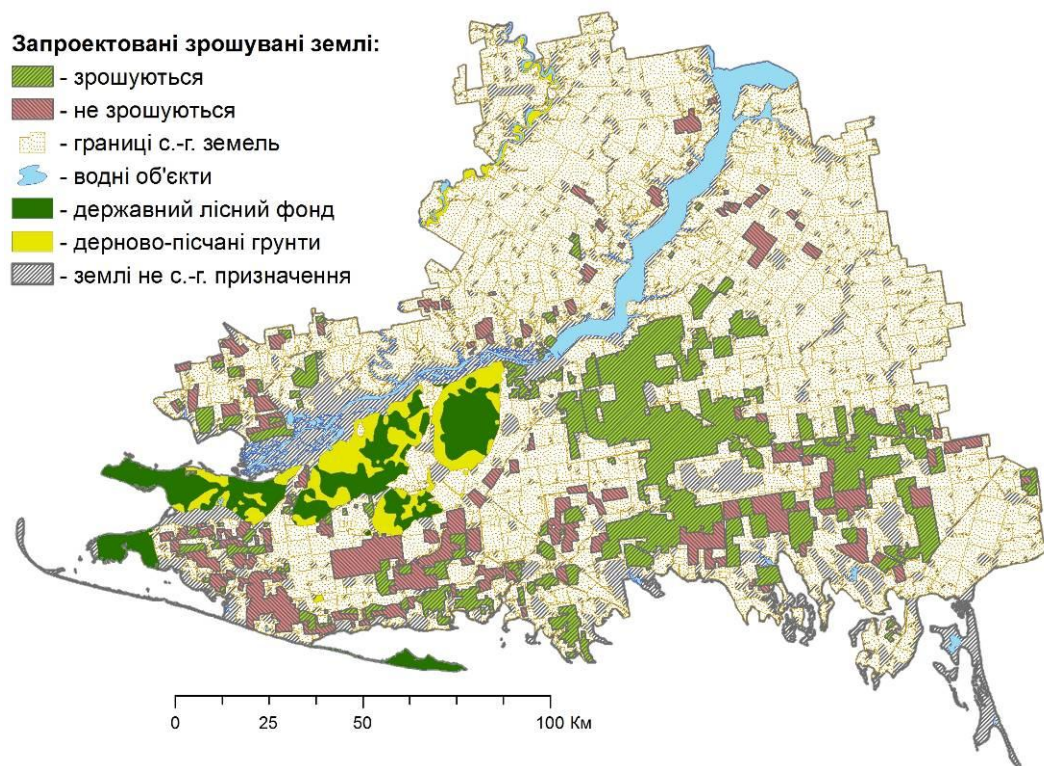 Запроектовані зрошувані землі:
- зрошуються
- не зрошуються
- границі с.-г. земель
- водні об'єкти
- державний лісний фонд
- дерново-пісчані грунти
- землі не с.-г. призначення
0 25 50 100 Км